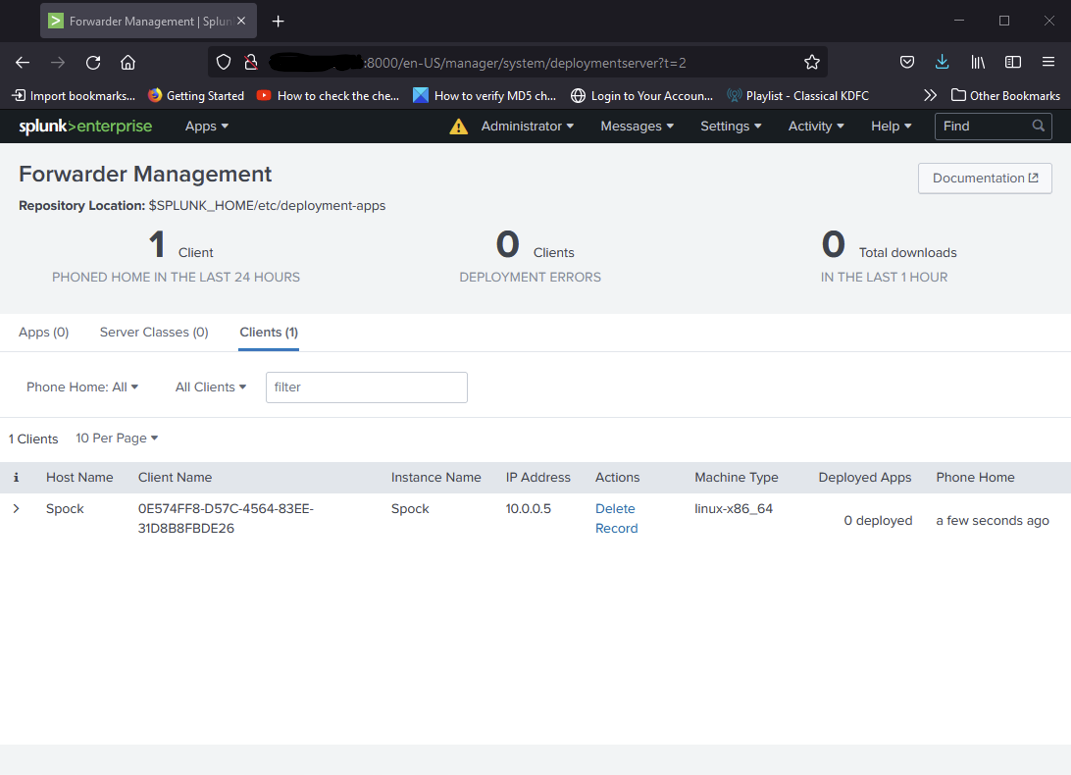 Forwarder Management | Splun
:8000/en-US/manager/system/deploymentserver?t=2
Import bookmarks... Getting Started How to check the che... How to verify MD5 ch... Login to Your Accoun... Playlist - Classical KDFC Other Bookmarks
splunk>enterprise Apps Administrator Messages Settings Activity Help Find
Forwarder Management
Documentation
Repository Location: $SPLUNK_HOME/etc/deployment-apps
1 Client 0 Clients 0 Total downloads
PHONED HOME IN THE LAST 24 HOURS DEPLOYMENT ERRORS IN THE LAST 1 HOUR
Apps (0) Server Classes (0) Clients (1)
Phone Home: All All Clients filter
1 Clients 10 Per Page
i Host Name Client Name Instance Name IP Address Actions Machine Type Deployed Apps Phone Home
Spock 0E574FF8-D57C-4564-83EE- Spock 10.0.0.5 Delete linux-x86_64
31D8B8FBDE26 Record 0 deployed a few seconds ago